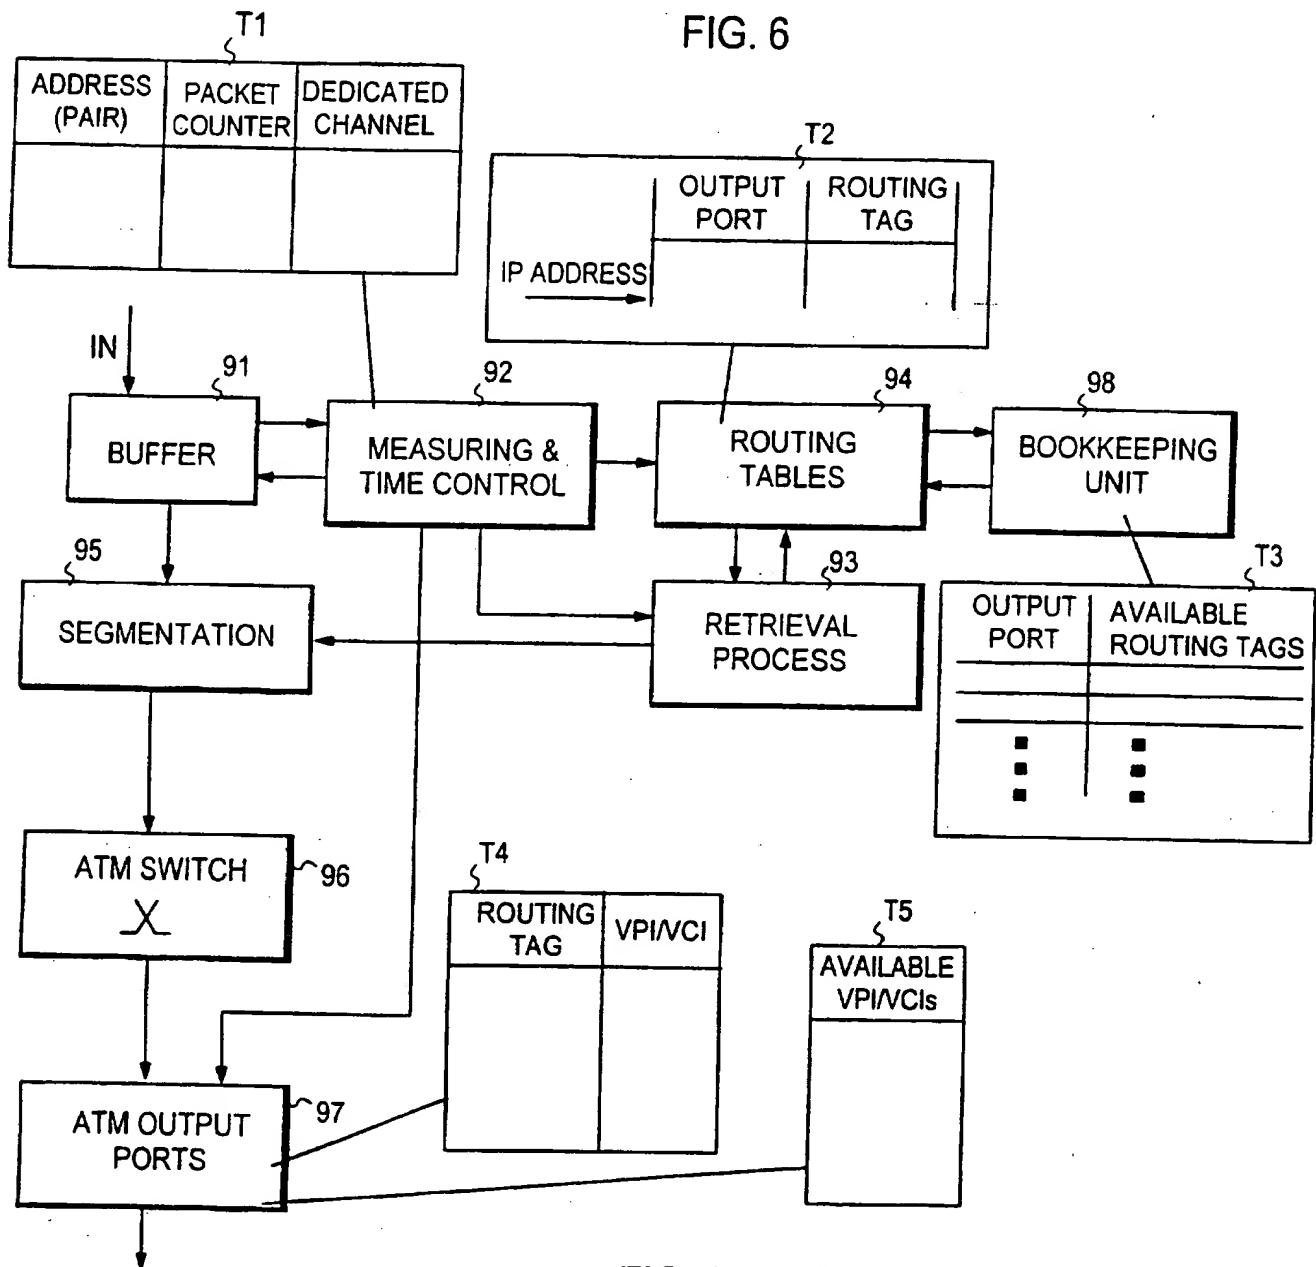 FIG. 6
T1
ADDRESS
(PAIR)
PACKET
COUNTER
DEDICATED
CHANNEL
T2
OUTPUT
PORT
ROUTING
TAG
IP ADDRESS
IN
91
BUFFER
92
MEASURING &
TIME CONTROL
94
ROUTING
TABLES
98
BOOKKEEPING
UNIT
95
SEGMENTATION
93
RETRIEVAL
PROCESS
T3
OUTPUT
PORT
AVAILABLE
ROUTING TAGS
ATM SWITCH
96
T4
ROUTING
TAG
VPI/VCI
T5
AVAILABLE
VPI/VCIs
ATM OUTPUT
PORTS
97